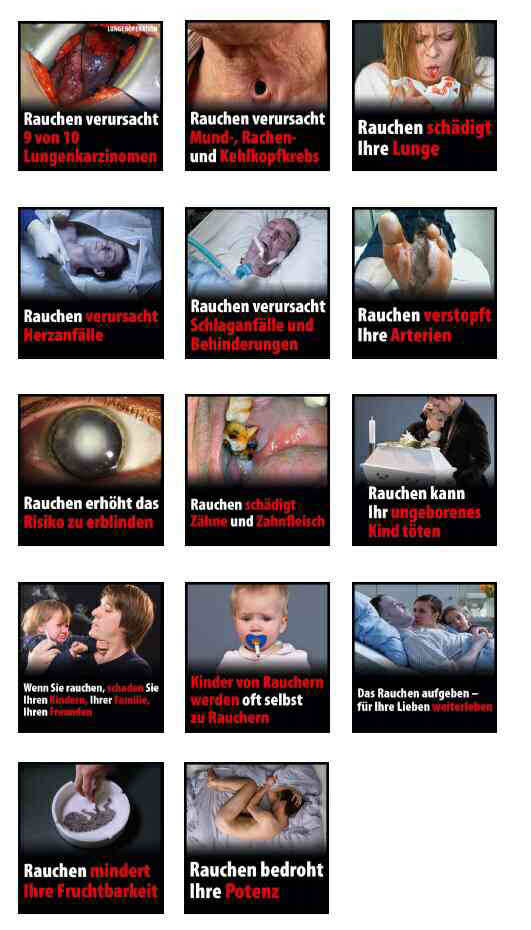 LUNGENOPERATION
Rauchen verursacht
9 von 10
Lungenkarzinomen
Rauchen verursacht
Mund-, Rachen-
und Kehlkopfkrebs
Rauchen schädigt
Ihre Lunge
Rauchen verursacht
Herzanfälle
Rauchen verursacht
Schlaganfälle und
Behinderungen
Rauchen verstopft
Ihre Arterien
Rauchen erhöht das
Risiko zu erblinden
Rauchen schädigt
Zähne und Zahnfleisch
Rauchen kann
Ihr ungeborenes
Kind töten
Wenn Sie rauchen, schaden Sie
Ihren Kindern, Ihrer Familie,
Ihren Freunden
Kinder von Rauchern
werden oft selbst
zu Rauchern
Das Rauchen aufgeben –
für Ihre Lieben weiterleben
Rauchen mindert
Ihre Fruchtbarkeit
Rauchen bedroht
Ihre Potenz